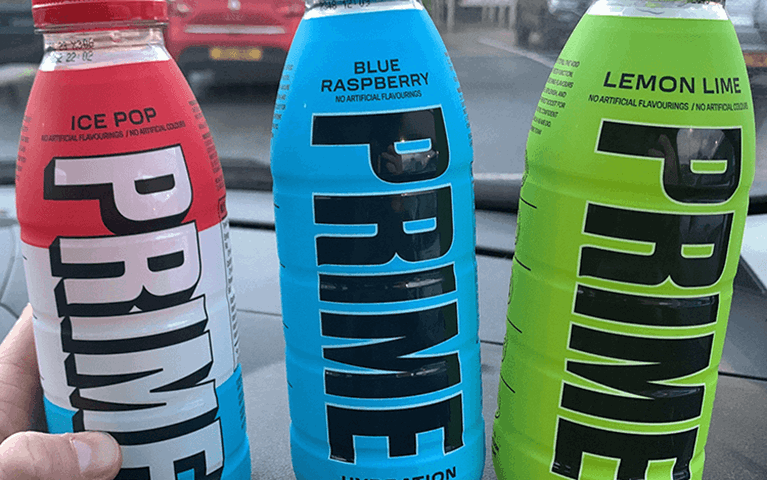 ICE POP
NO ARTIFICIAL FLAVOURINGS / NO ARTIFICIAL COLOURS
PRIME
BLUE
RASPBERRY
NO ARTIFICIAL FLAVOURINGS
PRIME
HYDRATION
LEMON LIME
NO ARTIFICIAL FLAVOURINGS / NO ARTIFICIAL COLOURS
PRIME